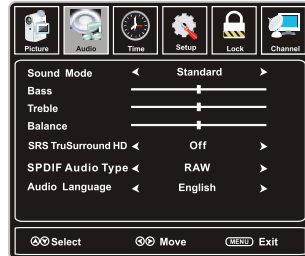 Picture Audio Time Setup Lock Channel
Sound Mode Standard
Bass
Treble
Balance
SRS TruSurround HD Off
SPDIF Audio Type RAW
Audio Language English
Select Move MENU Exit